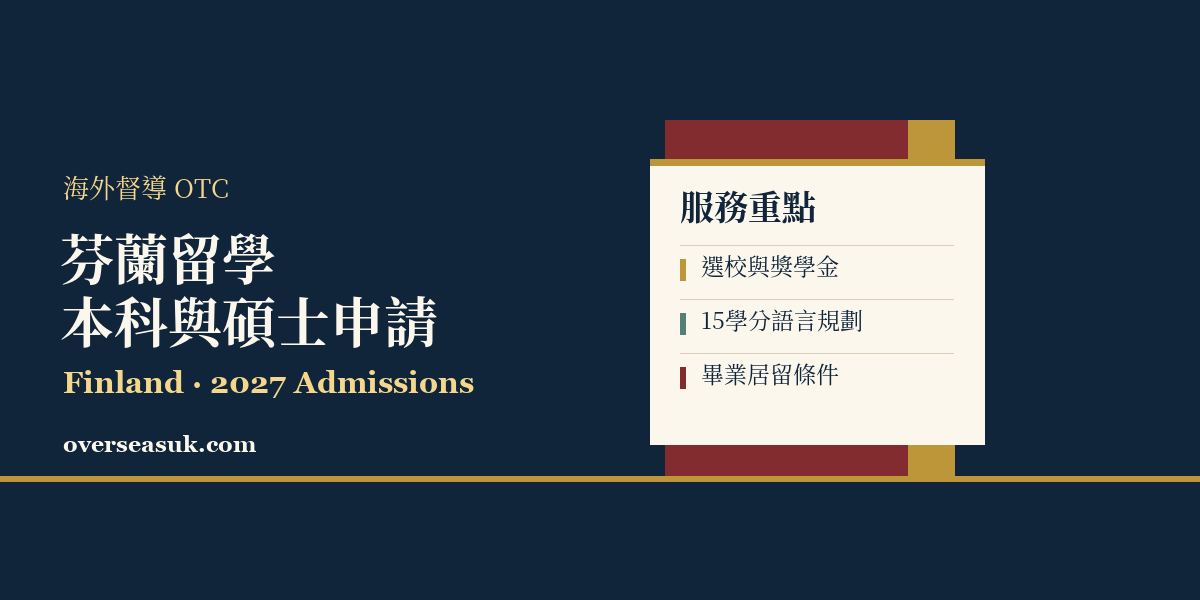 海外督導 OTC
芬蘭留學
本科與碩士申請
Finland · 2027 Admissions
overseasuk.com
服務重點
選校與獎學金
15學分語言規劃
畢業居留條件